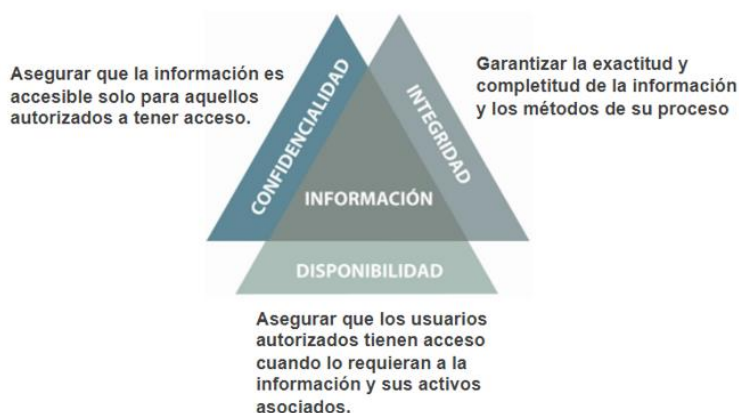 Asegurar que la información es
accesible solo para aquellos
autorizados a tener acceso.
CONFIDENCIALIDAD
INTEGRIDAD
Garantizar la exactitud y
completitud de la información
y los métodos de su proceso
INFORMACIÓN
DISPONIBILIDAD
Asegurar que los usuarios
autorizados tienen acceso
cuando lo requieran a la
información y sus activos
asociados.